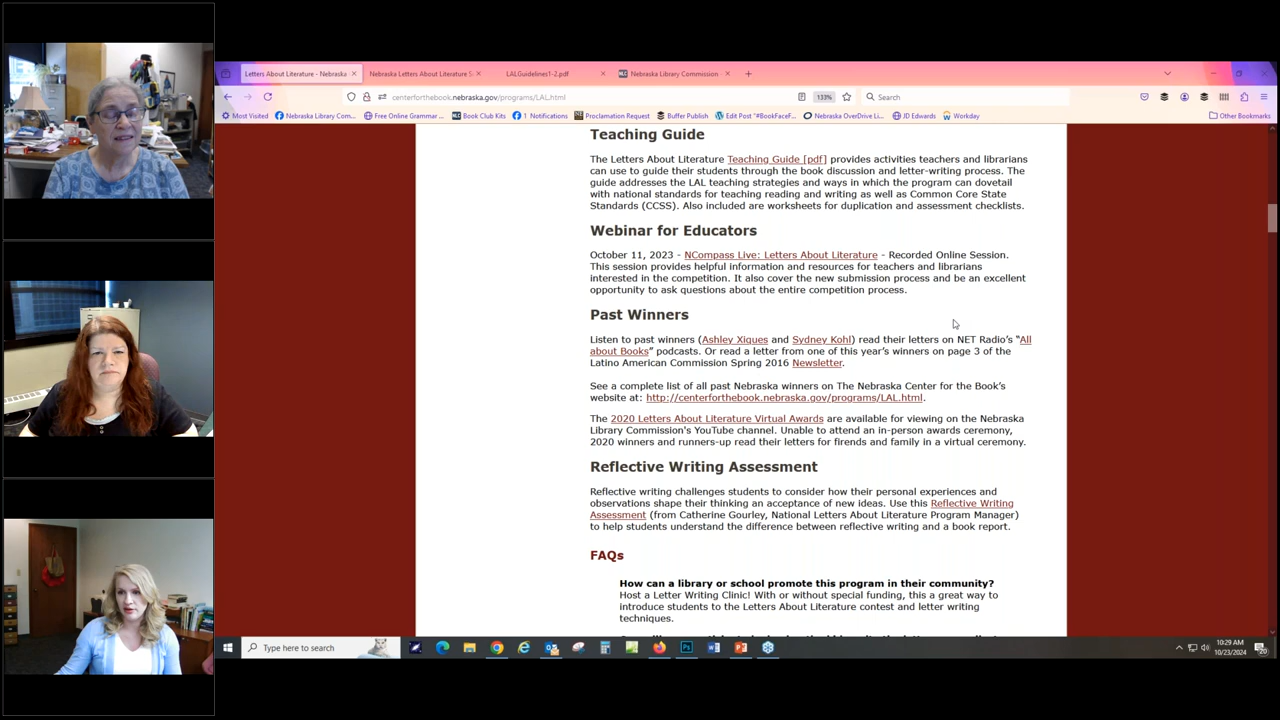 Letters About Literature - Nebraska
Nebraska Letters About Literature S
LALGuidelines1-2.pdf
Nebraska Library Commission
centerforthebook.nebraska.gov/programs/LAL.html
133%
Search
Most Visited
Nebraska Library Com...
Free Online Grammar ...
Book Club Kits
1 Notifications
Proclamation Request
Buffer Publish
Edit Post "#BookFaceF...
Nebraska OverDrive Li...
JD Edwards
Workday
Other Bookmarks
Teaching Guide
The Letters About Literature Teaching Guide [pdf] provides activities teachers and librarians
can use to guide their students through the book discussion and letter-writing process. The
guide addresses the LAL teaching strategies and ways in which the program can dovetail
with national standards for teaching reading and writing as well as Common Core State
Standards (CCSS). Also included are worksheets for duplication and assessment checklists.
Webinar for Educators
October 11, 2023 - NCompass Live: Letters About Literature - Recorded Online Session.
This session provides helpful information and resources for teachers and librarians
interested in the competition. It also cover the new submission process and be an excellent
opportunity to ask questions about the entire competition process.
Past Winners
Listen to past winners (Ashley Xiques and Sydney Kohl) read their letters on NET Radio's "All
about Books" podcasts. Or read a letter from one of this year's winners on page 3 of the
Latino American Commission Spring 2016 Newsletter.
See a complete list of all past Nebraska winners on The Nebraska Center for the Book's
website at: http://centerforthebook.nebraska.gov/programs/LAL.html.
The 2020 Letters About Literature Virtual Awards are available for viewing on the Nebraska
Library Commission's YouTube channel. Unable to attend an in-person awards ceremony,
2020 winners and runners-up read their letters for firends and family in a virtual ceremony.
Reflective Writing Assessment
Reflective writing challenges students to consider how their personal experiences and
observations shape their thinking an acceptance of new ideas. Use this Reflective Writing
Assessment (from Catherine Gourley, National Letters About Literature Program Manager)
to help students understand the difference between reflective writing and a book report.
FAQs
How can a library or school promote this program in their community?
Host a Letter Writing Clinic! With or without special funding, this a great way to
introduce students to the Letters About Literature contest and letter writing
techniques.
Type here to search
10:29 AM
10/23/2024
20